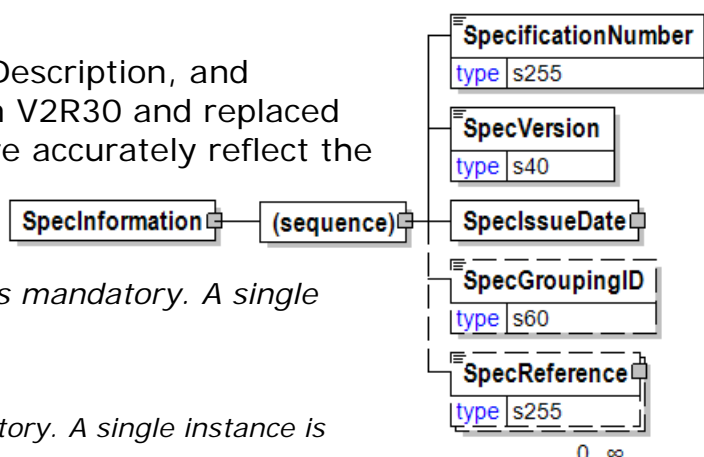 SpecificationNumber
type s255
Description, and
V2R30 and replaced
SpecVersion
e accurately reflect the
type s40
SpecInformation (sequence) SpecIssueDate
SpecGroupingID
s mandatory. A single
type s60
SpecReference
type s255
tory. A single instance is
0 ∞